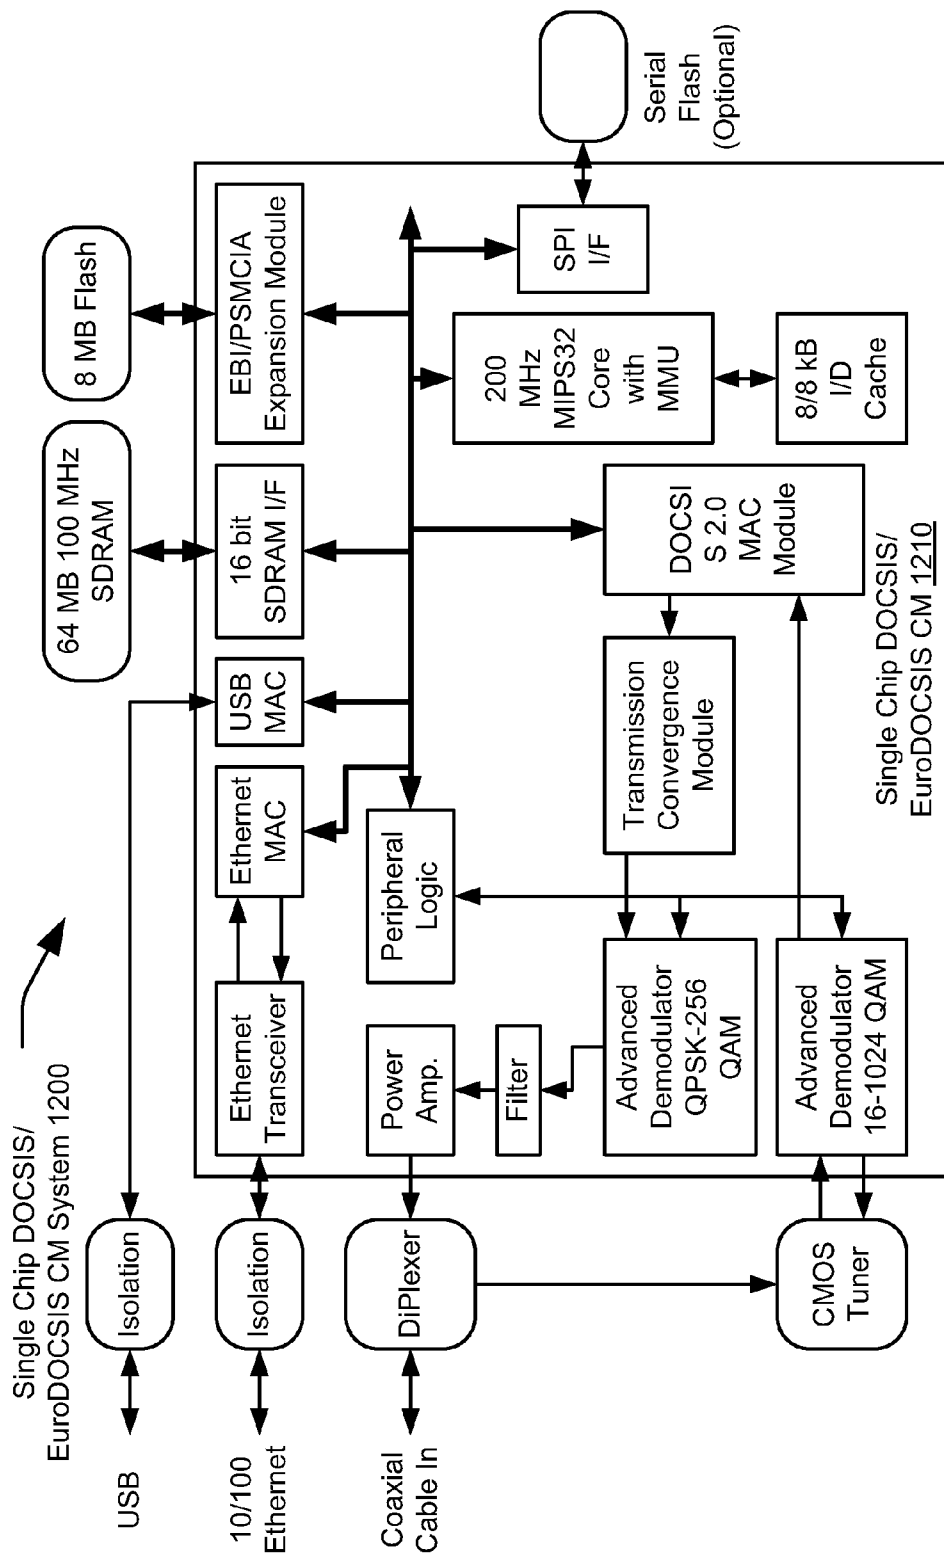 Single Chip DOCSIS/
EuroDOCSIS CM System 1200
USB
Isolation
10/100
Ethernet
Isolation
Coaxial
Cable In
DiPlexer
CMOS
Tuner
Ethernet
Transceiver
Ethernet
MAC
USB
MAC
64 MB 100 MHz
SDRAM
16 bit
SDRAM I/F
8 MB Flash
EBI/PSMCIA
Expansion Module
Power
Amp.
Filter
Peripheral
Logic
Advanced
Demodulator
QPSK-256
QAM
Advanced
Demodulator
16-1024 QAM
Transmission
Convergence
Module
DOCSI
S 2.0
MAC
Module
200
MHz
MIPS32
Core
with
MMU
8/8 kB
I/D
Cache
SPI
I/F
Serial
Flash
(Optional)
Single Chip DOCSIS/
EuroDOCSIS CM 1210